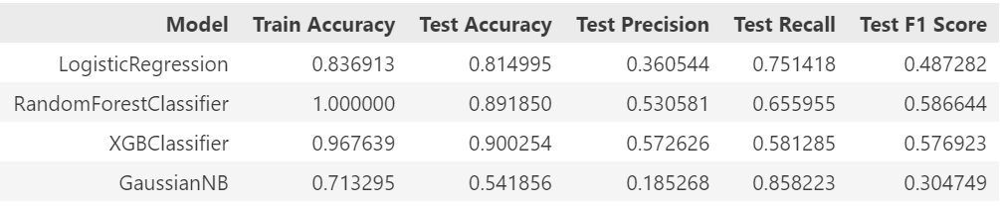 Model Train Accuracy Test Accuracy Test Precision Test Recall Test F1 Score
LogisticRegression 0.836913 0.814995 0.360544 0.751418 0.487282
RandomForestClassifier 1.000000 0.891850 0.530581 0.655955 0.586644
XGBClassifier 0.967639 0.900254 0.572626 0.581285 0.576923
GaussianNB 0.713295 0.541856 0.185268 0.858223 0.304749